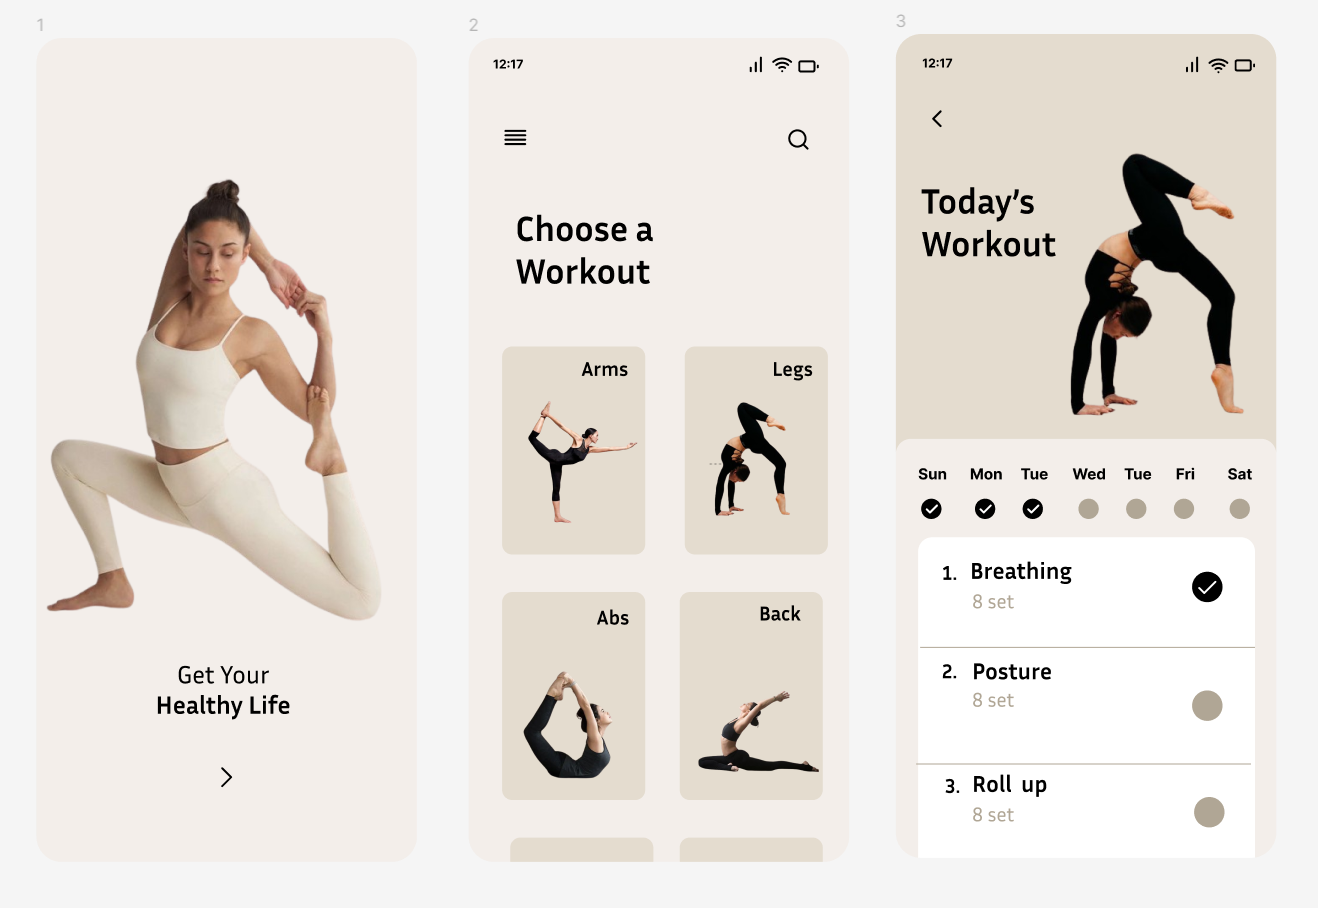 1
Get Your
Healthy Life
2
12:17
Choose a
Workout
Arms
Legs
Abs
Back
3
12:17
Today's
Workout
Sun Mon Tue Wed Tue Fri Sat
1. Breathing
8 set
2. Posture
8 set
3. Roll up
8 set